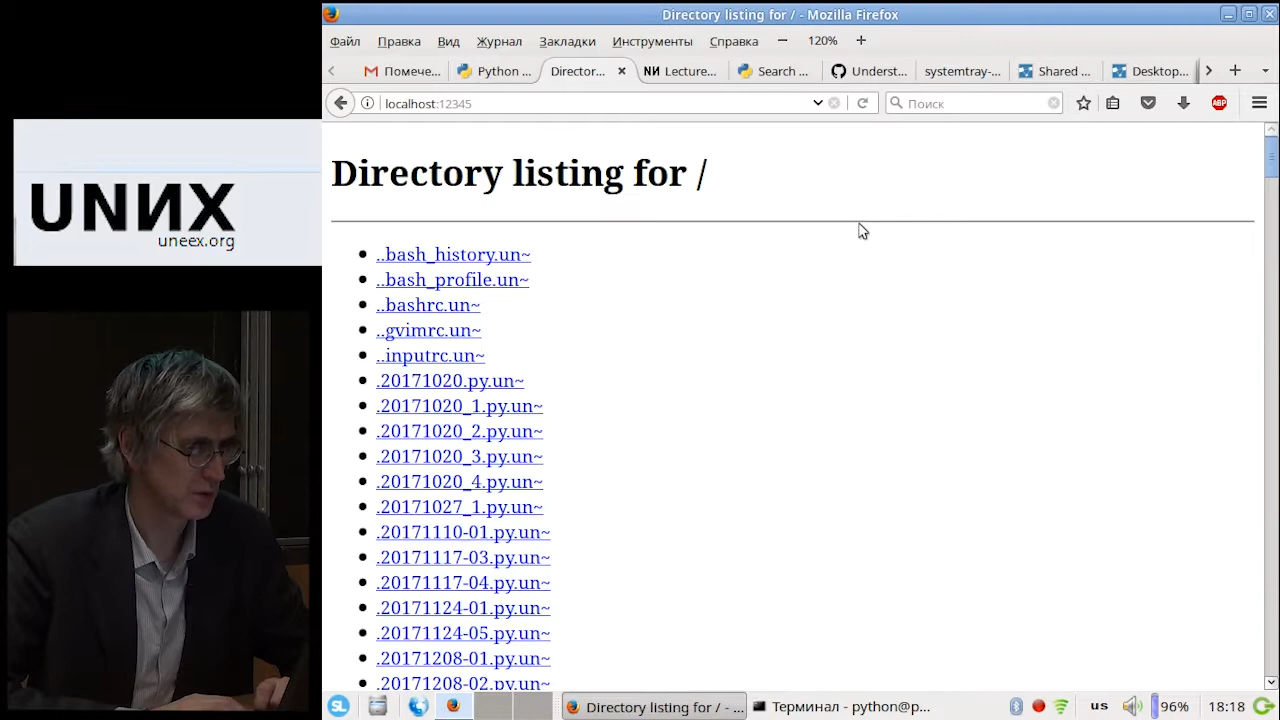 UNИX
uneex.org
Directory listing for / - Mozilla Firefox
Файл Правка Вид Журнал Закладки Инструменты Справка − 120% +
Помече... Python ... Director... × Lecture... Search ... Underst... systemtray-... Shared ... Desktop...
localhost:12345 Поиск ABP
Directory listing for /
..bash_history.un~
..bash_profile.un~
..bashrc.un~
..gvimrc.un~
..inputrc.un~
.20171020.py.un~
.20171020_1.py.un~
.20171020_2.py.un~
.20171020_3.py.un~
.20171020_4.py.un~
.20171027_1.py.un~
.20171110-01.py.un~
.20171117-03.py.un~
.20171117-04.py.un~
.20171124-01.py.un~
.20171124-05.py.un~
.20171208-01.py.un~
.20171208-02.py.un~
SL Directory listing for / - ... Терминал - python@p... us 96% 18:18